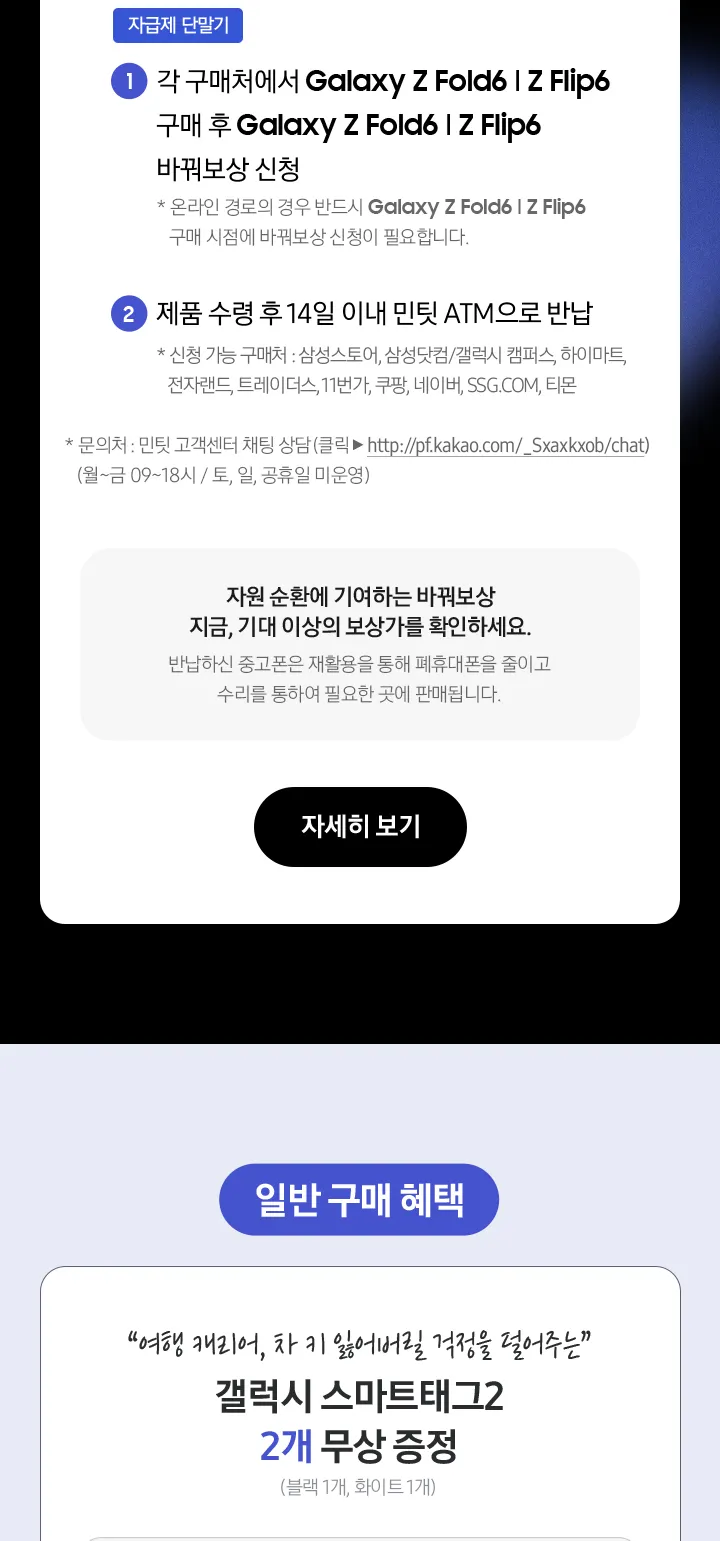 자급제 단말기
1 각 구매처에서 Galaxy Z Fold6 | Z Flip6
구매 후 Galaxy Z Fold6 | Z Flip6
바꿔보상 신청
* 온라인 경로의 경우 반드시 Galaxy Z Fold6 | Z Flip6
구매 시점에 바꿔보상 신청이 필요합니다.
2 제품 수령 후 14일 이내 민팃 ATM으로 반납
* 신청 가능 구매처 : 삼성스토어, 삼성닷컴/갤럭시 캠퍼스, 하이마트,
전자랜드, 트레이더스, 11번가, 쿠팡, 네이버, SSG.COM, 티몬
* 문의처 : 민팃 고객센터 채팅 상담 (클릭 ▶ http://pf.kakao.com/_Sxaxkxob/chat)
(월~금 09~18시 / 토, 일, 공휴일 미운영)
자원 순환에 기여하는 바꿔보상
지금, 기대 이상의 보상가를 확인하세요.
반납하신 중고폰은 재활용을 통해 폐휴대폰을 줄이고
수리를 통하여 필요한 곳에 판매됩니다.
자세히 보기
일반 구매 혜택
“여행 캐리어, 차 키 잃어버릴 걱정을 덜어주는”
갤럭시 스마트태그2
2개 무상 증정
(블랙 1개, 화이트 1개)